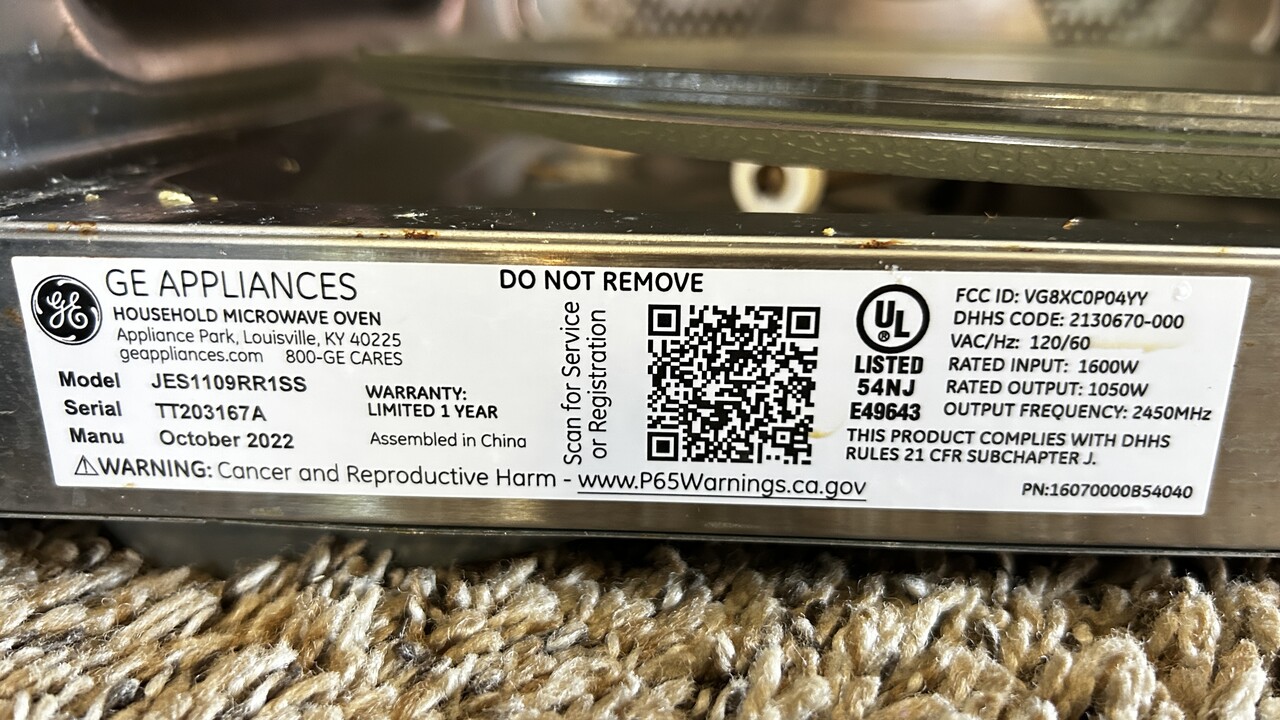 GE
GE APPLIANCES
HOUSEHOLD MICROWAVE OVEN
Appliance Park, Louisville, KY 40225
geappliances.com 800-GE CARES
Model JES1109RR1SS
Serial TT203167A
Manu October 2022
WARRANTY:
LIMITED 1 YEAR
Assembled in China
⚠WARNING: Cancer and Reproductive Harm - www.P65Warnings.ca.gov
DO NOT REMOVE
Scan for Service
or Registration
UL
®
LISTED
54NJ
E49643
FCC ID: VG8XC0P04YY
DHHS CODE: 2130670-000
VAC/Hz: 120/60
RATED INPUT: 1600W
RATED OUTPUT: 1050W
OUTPUT FREQUENCY: 2450MHz
THIS PRODUCT COMPLIES WITH DHHS
RULES 21 CFR SUBCHAPTER J.
PN:16070000B54040